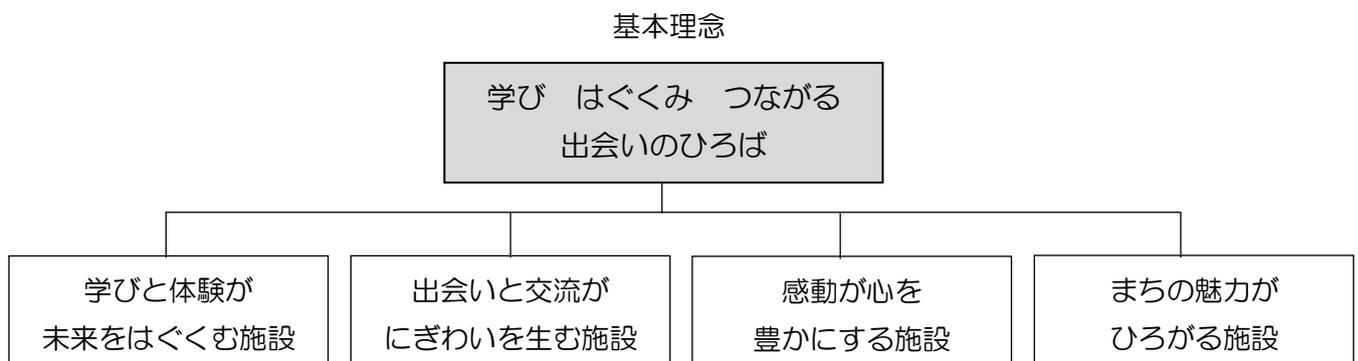 基本理念
学び　はぐくみ　つながる
出会いのひろば
学びと体験が
未来をはぐくむ施設
出会いと交流が
にぎわいを生む施設
感動が心を
豊かにする施設
まちの魅力が
ひろがる施設